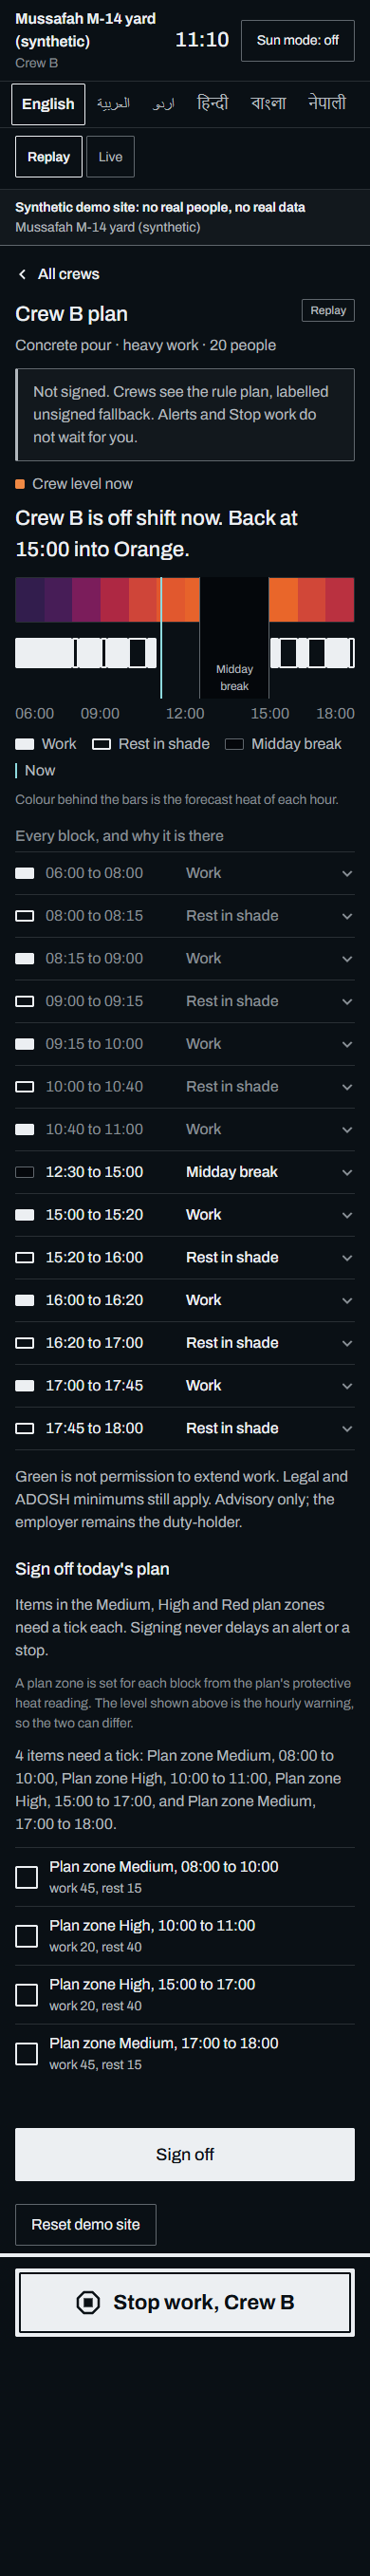 Mussafah M-14 yard
(synthetic)
Crew B
11:10
Sun mode: off
English
العربية
اردو
हिन्दी
বাংলা
नेपाली
Replay
Live
Synthetic demo site: no real people, no real data
Mussafah M-14 yard (synthetic)
All crews
Crew B plan
Replay
Concrete pour · heavy work · 20 people
Not signed. Crews see the rule plan, labelled
unsigned fallback. Alerts and Stop work do
not wait for you.
Crew level now
Crew B is off shift now. Back at
15:00 into Orange.
Midday
break
06:00 09:00 12:00 15:00 18:00
Work Rest in shade Midday break
Now
Colour behind the bars is the forecast heat of each hour.
Every block, and why it is there
06:00 to 08:00 Work
08:00 to 08:15 Rest in shade
08:15 to 09:00 Work
09:00 to 09:15 Rest in shade
09:15 to 10:00 Work
10:00 to 10:40 Rest in shade
10:40 to 11:00 Work
12:30 to 15:00 Midday break
15:00 to 15:20 Work
15:20 to 16:00 Rest in shade
16:00 to 16:20 Work
16:20 to 17:00 Rest in shade
17:00 to 17:45 Work
17:45 to 18:00 Rest in shade
Green is not permission to extend work. Legal and
ADOSH minimums still apply. Advisory only; the
employer remains the duty-holder.
Sign off today's plan
Items in the Medium, High and Red plan zones
need a tick each. Signing never delays an alert or a
stop.
A plan zone is set for each block from the plan's protective
heat reading. The level shown above is the hourly warning,
so the two can differ.
4 items need a tick: Plan zone Medium, 08:00 to
10:00, Plan zone High, 10:00 to 11:00, Plan zone
High, 15:00 to 17:00, and Plan zone Medium,
17:00 to 18:00.
Plan zone Medium, 08:00 to 10:00
work 45, rest 15
Plan zone High, 10:00 to 11:00
work 20, rest 40
Plan zone High, 15:00 to 17:00
work 20, rest 40
Plan zone Medium, 17:00 to 18:00
work 45, rest 15
Sign off
Reset demo site
Stop work, Crew B